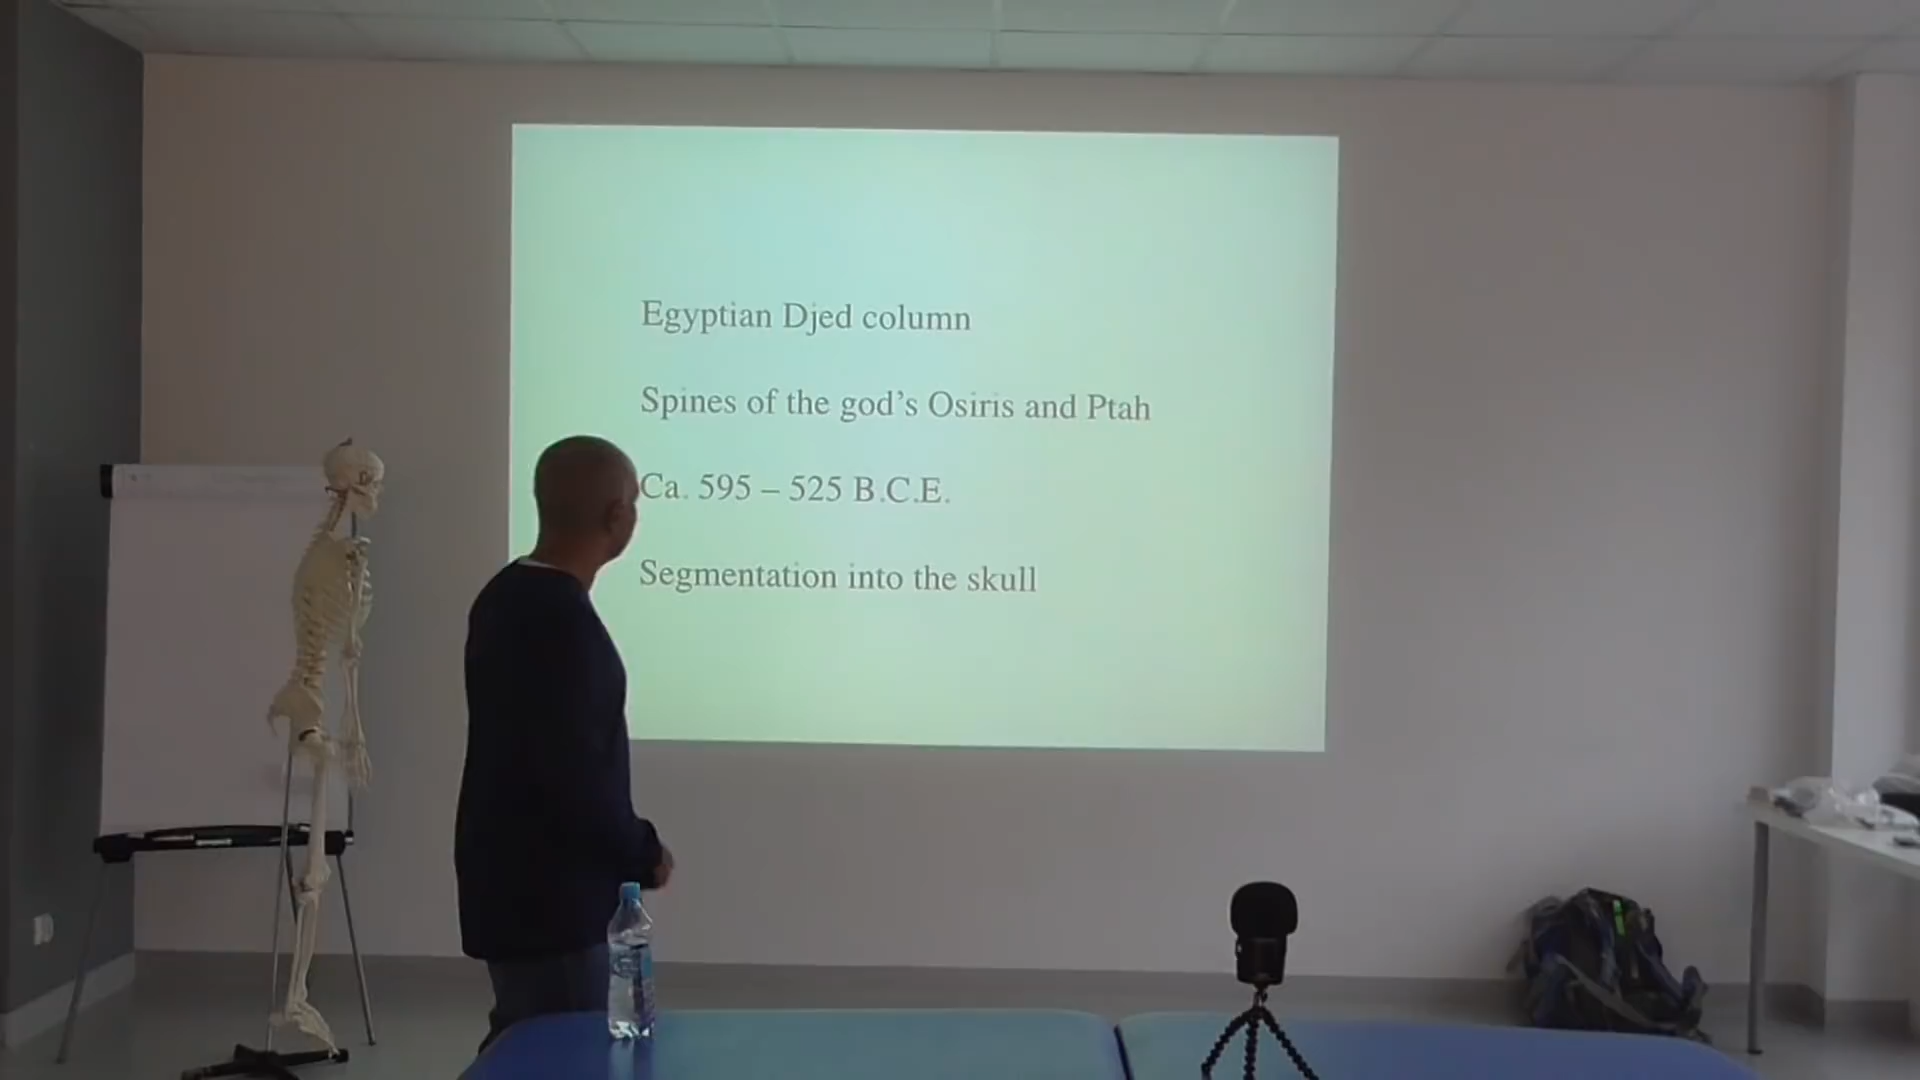 Egyptian Djed column
Spines of the god’s Osiris and Ptah
Ca. 595 – 525 B.C.E.
Segmentation into the skull